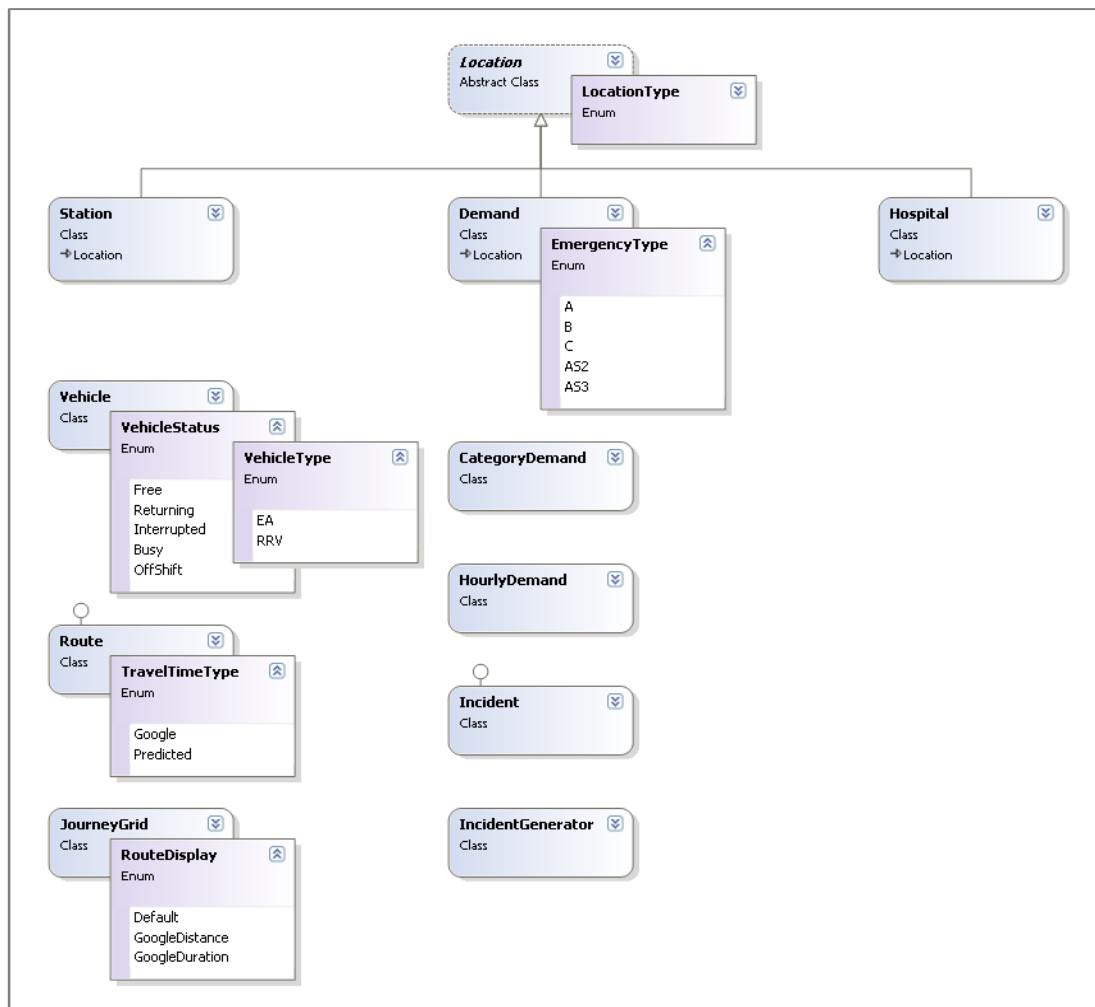 Location
Abstract Class
LocationType
Enum
Station
Class
Location
Demand
Class
Location
EmergencyType
Enum
A
B
C
AS2
AS3
Hospital
Class
Location
Vehicle
Class
VehicleStatus
Enum
Free
Returning
Interrupted
Busy
OffShift
VehicleType
Enum
EA
RRV
CategoryDemand
Class
HourlyDemand
Class
Route
Class
TravelTimeType
Enum
Google
Predicted
Incident
Class
JourneyGrid
Class
RouteDisplay
Enum
Default
GoogleDistance
GoogleDuration
IncidentGenerator
Class